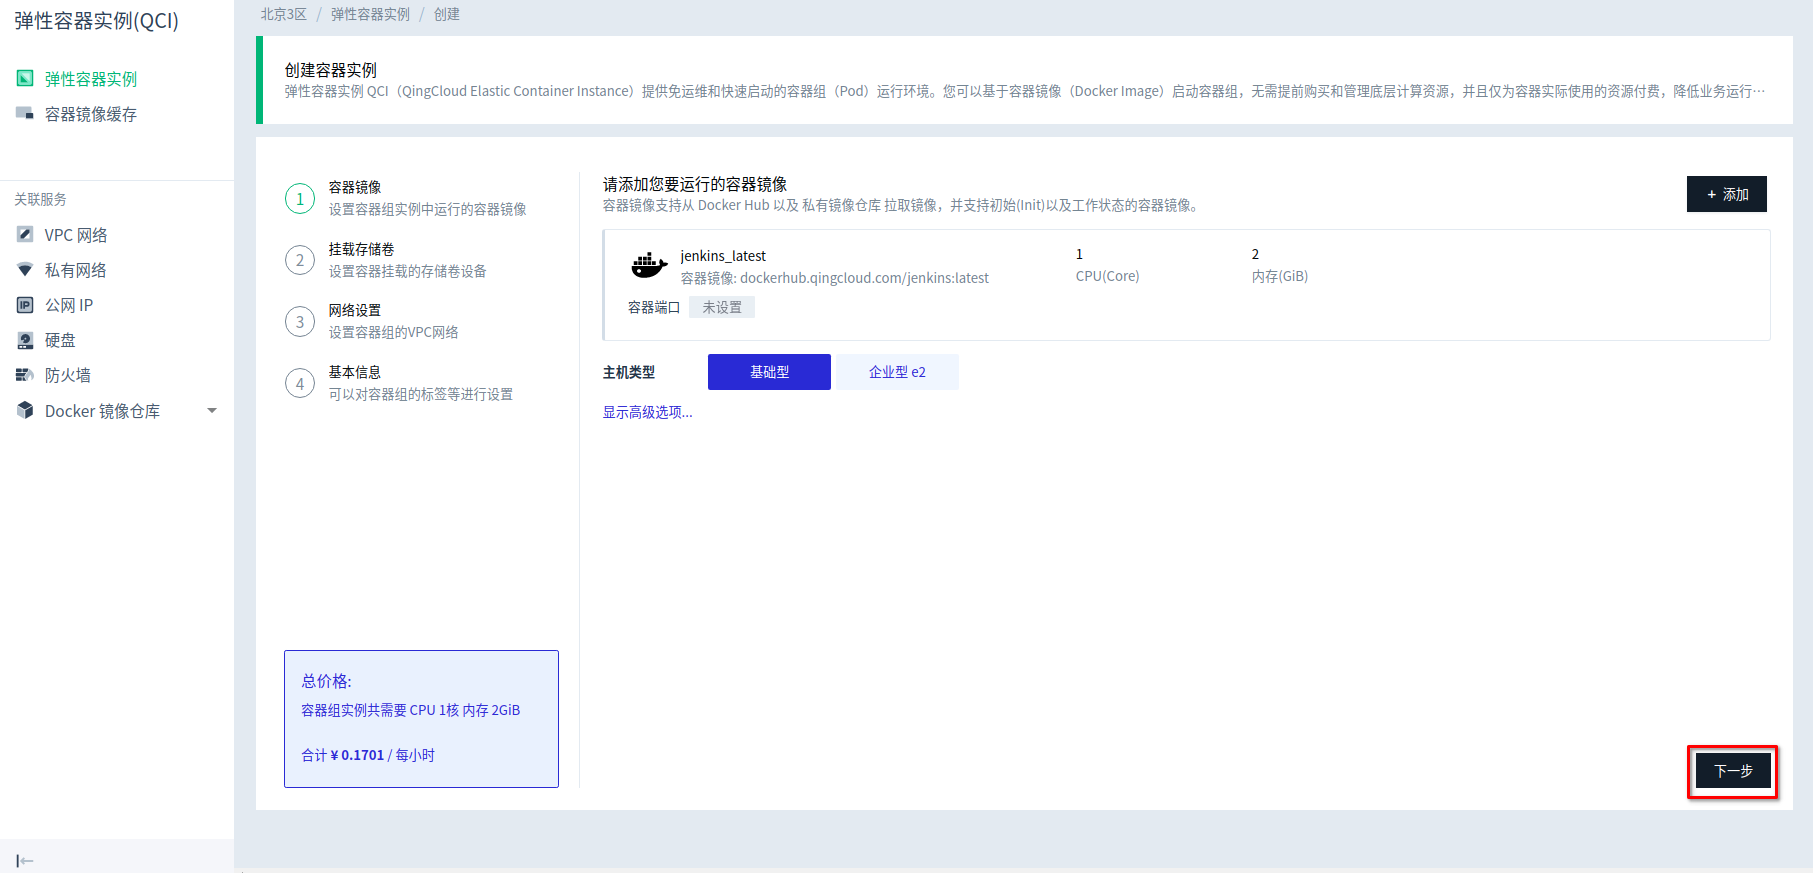 弹性容器实例(QCI)
弹性容器实例
容器镜像缓存
关联服务
VPC 网络
私有网络
公网 IP
硬盘
防火墙
Docker 镜像仓库
北京3区 / 弹性容器实例 / 创建
创建容器实例
弹性容器实例 QCI（QingCloud Elastic Container Instance）提供免运维和快速启动的容器组（Pod）运行环境。您可以基于容器镜像（Docker Image）启动容器组，无需提前购买和管理底层计算资源，并且仅为容器实际使用的资源付费，降低业务运行…
1
容器镜像
设置容器组实例中运行的容器镜像
2
挂载存储卷
设置容器挂载的存储卷设备
3
网络设置
设置容器组的VPC网络
4
基本信息
可以对容器组的标签等进行设置
总价格:
容器组实例共需要 CPU 1核 内存 2GiB
合计 ¥ 0.1701 / 每小时
请添加您要运行的容器镜像
容器镜像支持从 Docker Hub 以及 私有镜像仓库 拉取镜像，并支持初始(Init)以及工作状态的容器镜像。
+ 添加
jenkins_latest
容器镜像: dockerhub.qingcloud.com/jenkins:latest
1
CPU(Core)
2
内存(GiB)
容器端口 未设置
主机类型 基础型 企业型 e2
显示高级选项...
下一步